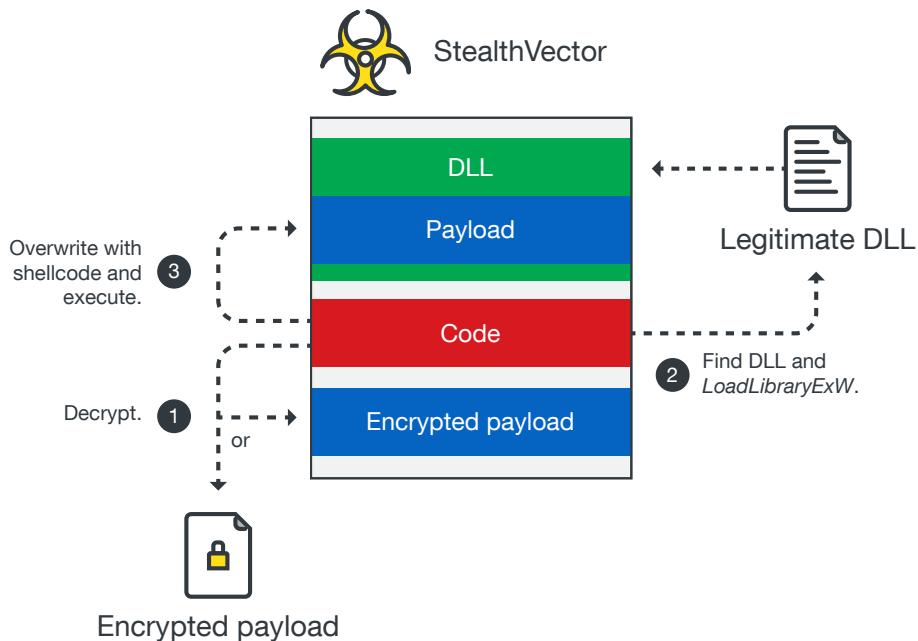 StealthVector
DLL
Payload
Legitimate DLL
Overwrite with
shellcode and
execute.
3
Code
2
Find DLL and
LoadLibraryExW.
Decrypt.
1
or
Encrypted payload
Encrypted payload